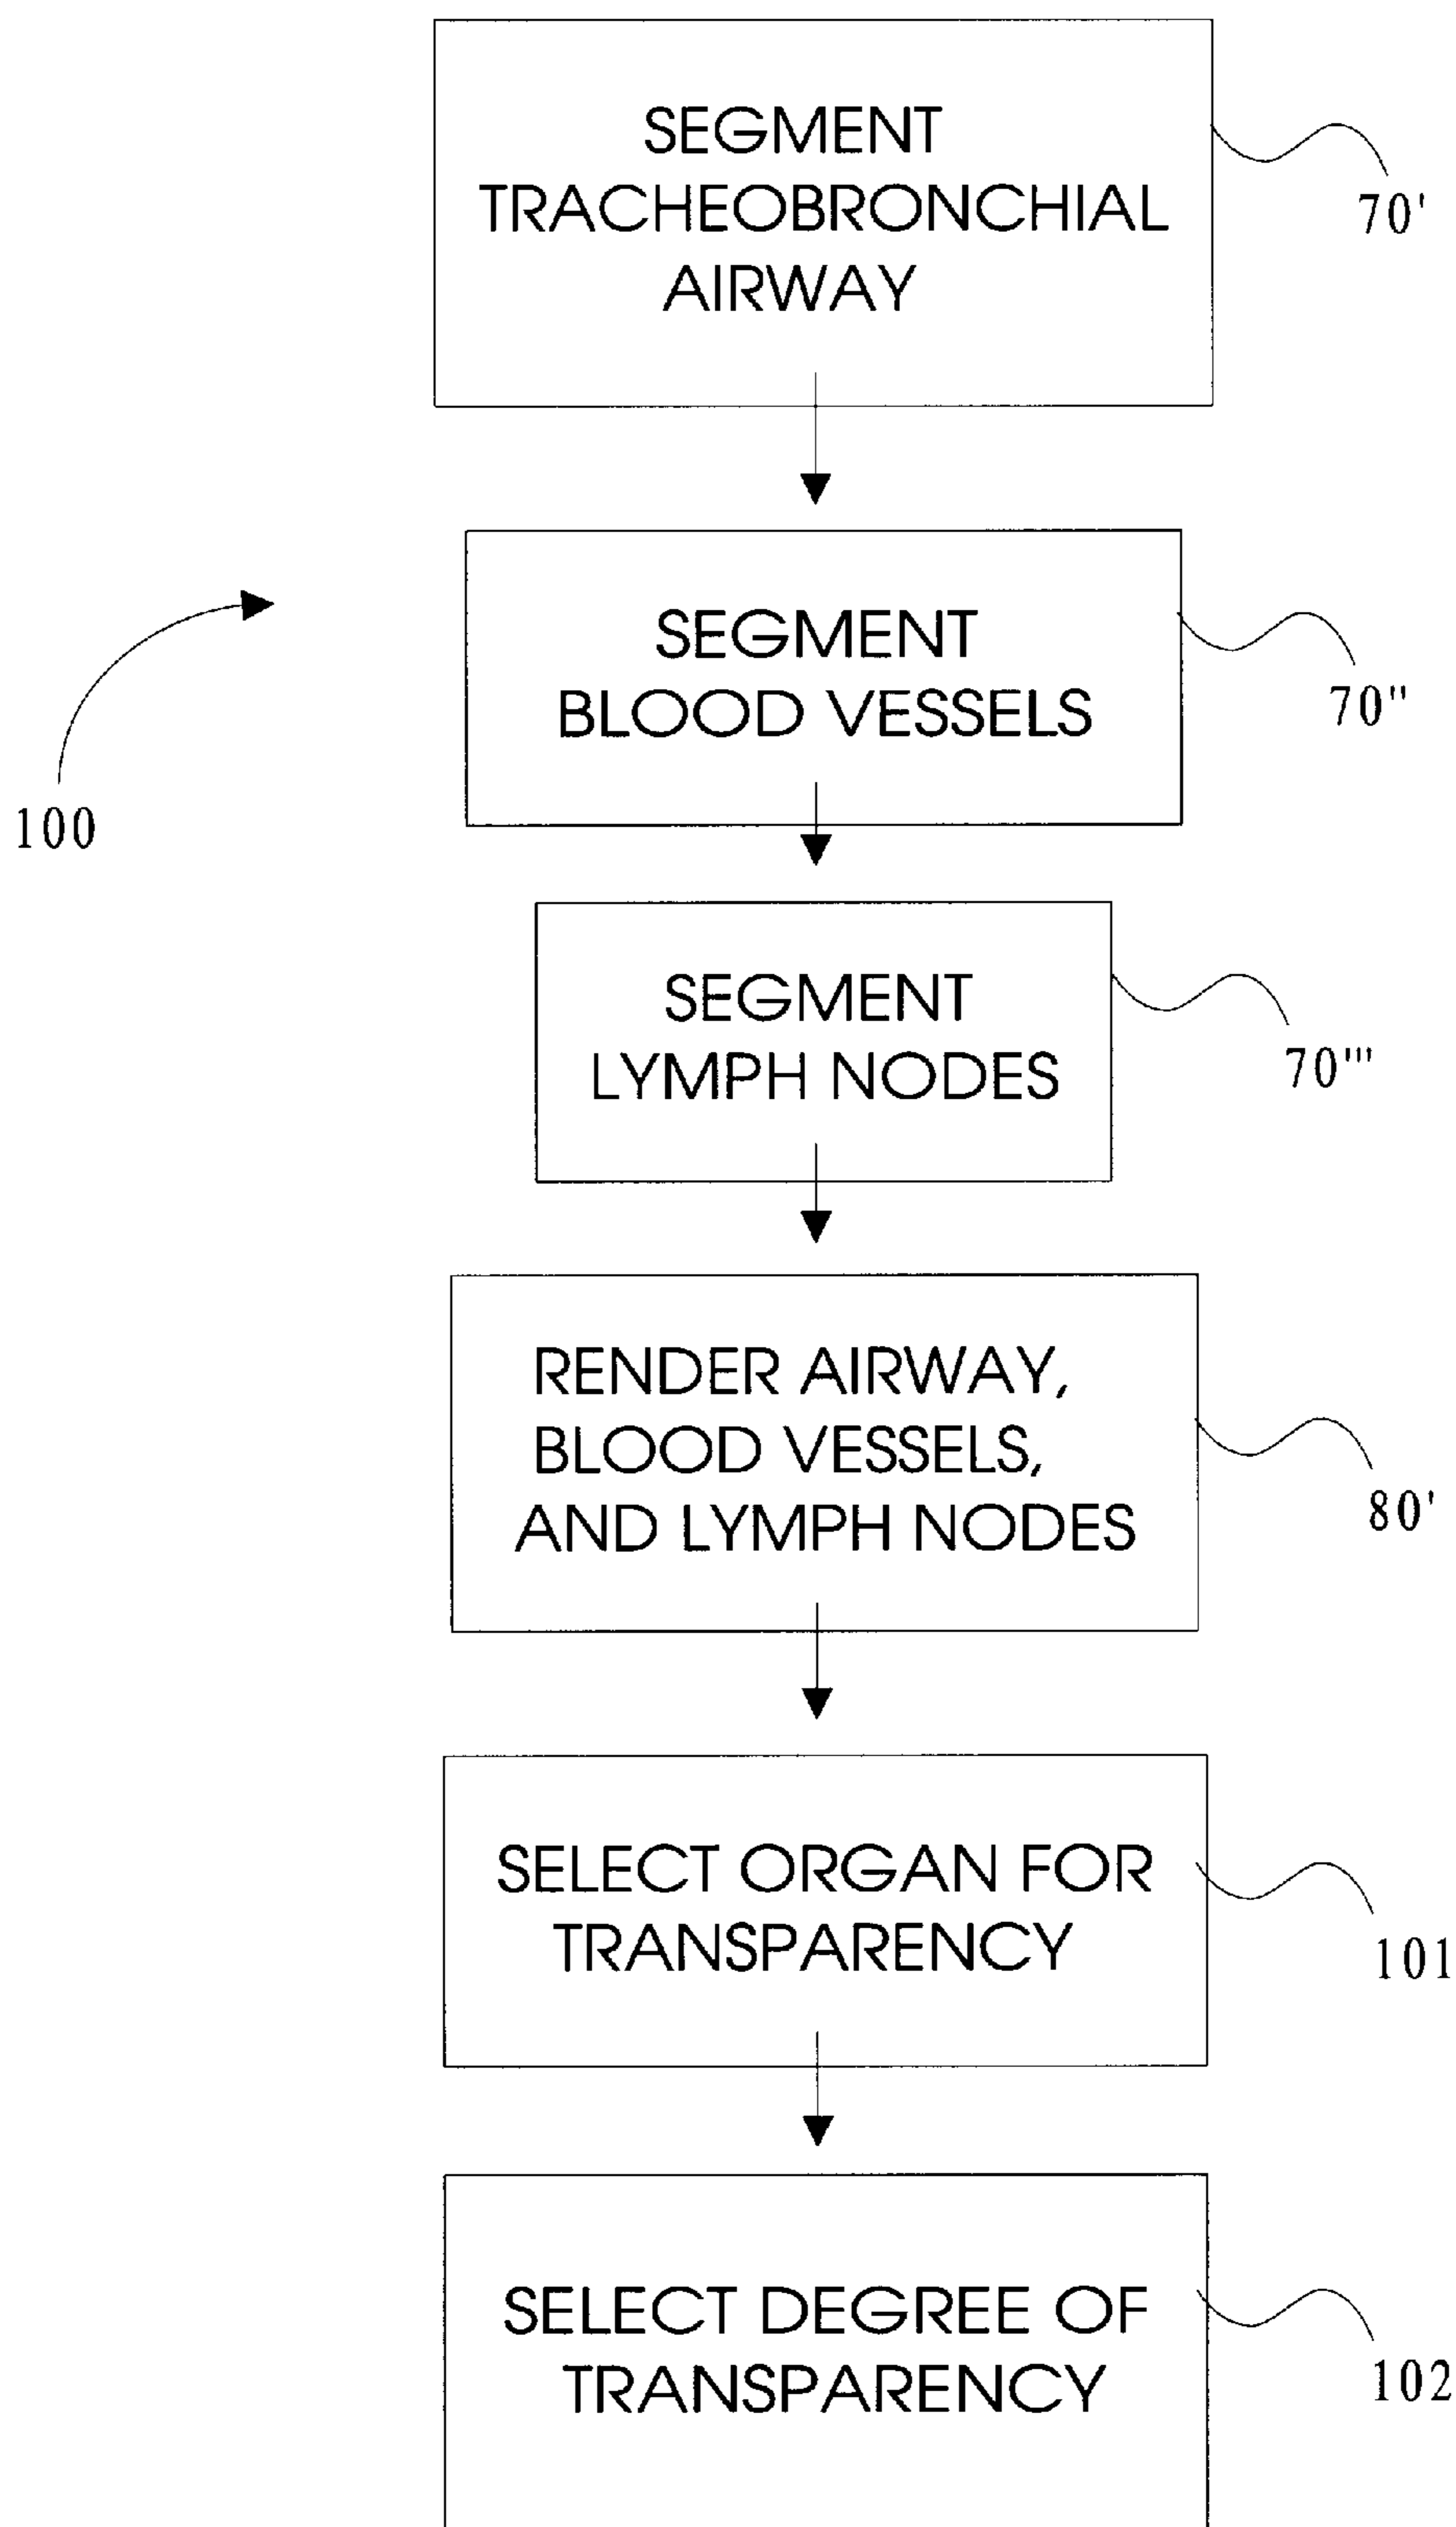 SEGMENT
TRACHEOBRONCHIAL
AIRWAY
70'
SEGMENT
BLOOD VESSELS
70"
100
SEGMENT
LYMPH NODES
70'"
RENDER AIRWAY,
BLOOD VESSELS,
AND LYMPH NODES
80'
SELECT ORGAN FOR
TRANSPARENCY
101
SELECT DEGREE OF
TRANSPARENCY
102